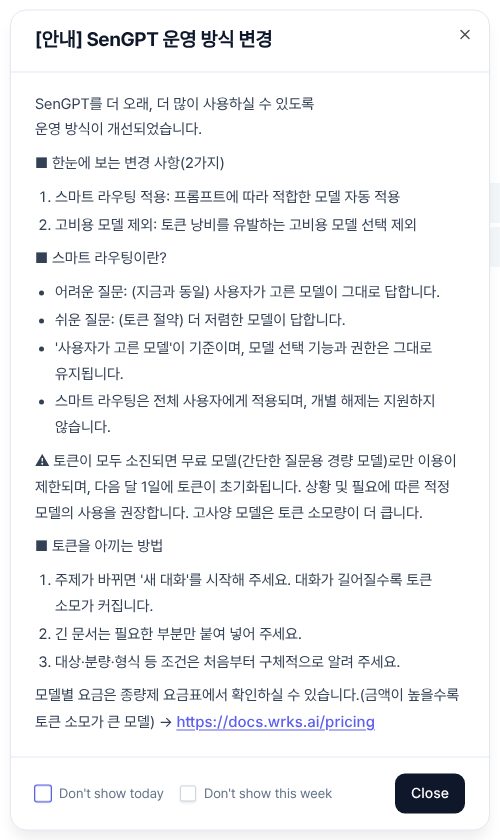 [안내] SenGPT 운영 방식 변경
×
SenGPT를 더 오래, 더 많이 사용하실 수 있도록
운영 방식이 개선되었습니다.
■ 한눈에 보는 변경 사항(2가지)
1. 스마트 라우팅 적용: 프롬프트에 따라 적합한 모델 자동 적용
2. 고비용 모델 제외: 토큰 낭비를 유발하는 고비용 모델 선택 제외
■ 스마트 라우팅이란?
• 어려운 질문: (지금과 동일) 사용자가 고른 모델이 그대로 답합니다.
• 쉬운 질문: (토큰 절약) 더 저렴한 모델이 답합니다.
• '사용자가 고른 모델'이 기준이며, 모델 선택 기능과 권한은 그대로
유지됩니다.
• 스마트 라우팅은 전체 사용자에게 적용되며, 개별 해제는 지원하지
않습니다.
⚠ 토큰이 모두 소진되면 무료 모델(간단한 질문용 경량 모델)로만 이용이
제한되며, 다음 달 1일에 토큰이 초기화됩니다. 상황 및 필요에 따른 적정
모델의 사용을 권장합니다. 고사양 모델은 토큰 소모량이 더 큽니다.
■ 토큰을 아끼는 방법
1. 주제가 바뀌면 '새 대화'를 시작해 주세요. 대화가 길어질수록 토큰
소모가 커집니다.
2. 긴 문서는 필요한 부분만 붙여 넣어 주세요.
3. 대상·분량·형식 등 조건은 처음부터 구체적으로 알려 주세요.
모델별 요금은 종량제 요금표에서 확인하실 수 있습니다.(금액이 높을수록
토큰 소모가 큰 모델) → https://docs.wrks.ai/pricing
Don't show today Don't show this week Close